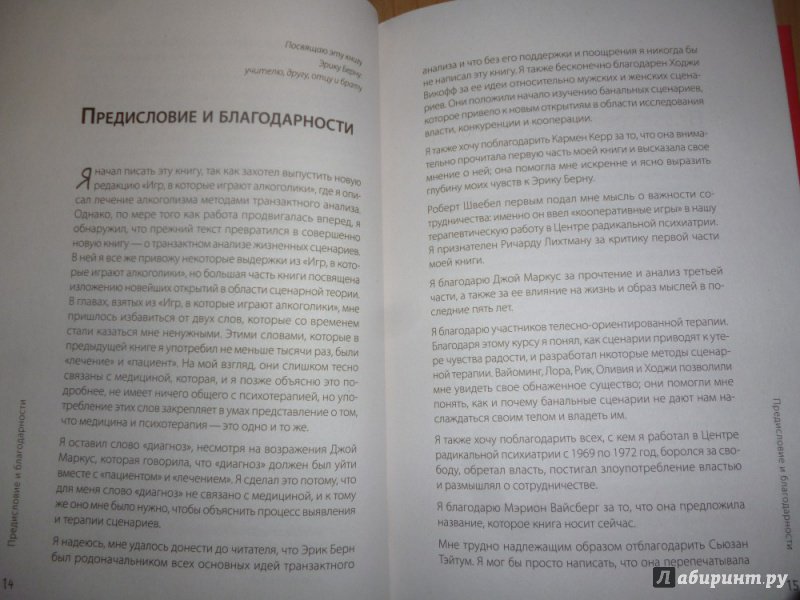 Посвящаю эту книгу
Эрику Берну,
учителю, другу, отцу и брату
Предисловие и благодарности
Я начал писать эту книгу, так как захотел выпустить новую
редакцию «Игр, в которые играют алкоголики», где я опи-
сал лечение алкоголизма методами транзактного анализа.
Однако, по мере того как работа продвигалась вперед, я
обнаружил, что прежний текст превратился в совершенно
новую книгу — о транзактном анализе жизненных сценариев.
В ней я все же привожу некоторые выдержки из «Игр, в кото-
рые играют алкоголики», но большая часть книги посвящена
изложению новейших открытий в области сценарной теории.
В главах, взятых из «Игр, в которые играют алкоголики», мне
пришлось избавиться от двух слов, которые со временем
стали казаться мне ненужными. Этими словами, которые в
предыдущей книге я употребил не меньше тысячи раз, были
«лечение» и «пациент». На мой взгляд, они слишком тесно
связаны с медициной, которая, и я позже объясню это по-
дробнее, не имеет ничего общего с психотерапией, но упо-
требление этих слов закрепляет в умах представление о том,
что медицина и психотерапия — это одно и то же.
Я оставил слово «диагноз», несмотря на возражения Джой
Маркус, которая говорила, что «диагноз» должен был уйти
вместе с «пациентом» и «лечением». Я сделал это потому, что
для меня слово «диагноз» не связано с медициной, и к тому
же оно мне было нужно, чтобы объяснить процесс выявления
и терапии сценариев.
Я надеюсь, мне удалось донести до читателя, что Эрик Берн
был родоначальником всех основных идей транзактного
Предисловие и благодарности
14
анализа и что без его поддержки и поощрения я никогда бы
не написал эту книгу. Я также бесконечно благодарен Ходжи
Викофф за ее идеи относительно мужских и женских сцена-
риев. Они положили начало изучению банальных сценариев,
которое привело к новым открытиям в области исследования
власти, конкуренции и кооперации.
Я также хочу поблагодарить Кармен Керр за то, что она внима-
тельно прочитала первую часть моей книги и высказала свое
мнение о ней; она помогла мне искренне и ясно выразить
глубину моих чувств к Эрику Берну.
Роберт Швебел первым подал мне мысль о важности со-
трудничества: именно он ввел «кооперативные игры» в нашу
терапевтическую работу в Центре радикальной психиатрии.
Я признателен Ричарду Лихтману за критику первой части
моей книги.
Я благодарю Джой Маркус за прочтение и анализ третьей
части, а также за ее влияние на жизнь и образ мыслей в по-
следние пять лет.
Я благодарю участников телесно-ориентированной терапии.
Благодаря этому курсу я понял, как сценарии приводят к уте-
ре чувства радости, и разработал нкоторые методы сценар-
ной терапии. Вайоминг, Лора, Рик, Оливия и Ходжи позволили
мне увидеть свое обнаженное существо; они помогли мне
понять, как и почему банальные сценарии не дают нам на-
слаждаться своим телом и владеть им.
Я также хочу поблагодарить всех, с кем я работал в Центре
радикальной психиатрии с 1969 по 1972 год, боролся за сво-
боду, обретал власть, постигал злоупотребление властью
и размышлял о сотрудничестве.
Я благодарю Мэрион Вайсберг за то, что она предложила
название, которое книга носит сейчас.
Мне трудно надлежащим образом отблагодарить Сьюзан
Тэйтум. Я мог бы просто написать, что она перепечатывала
Предисловие и благодарности
15
Лабиринт.ру